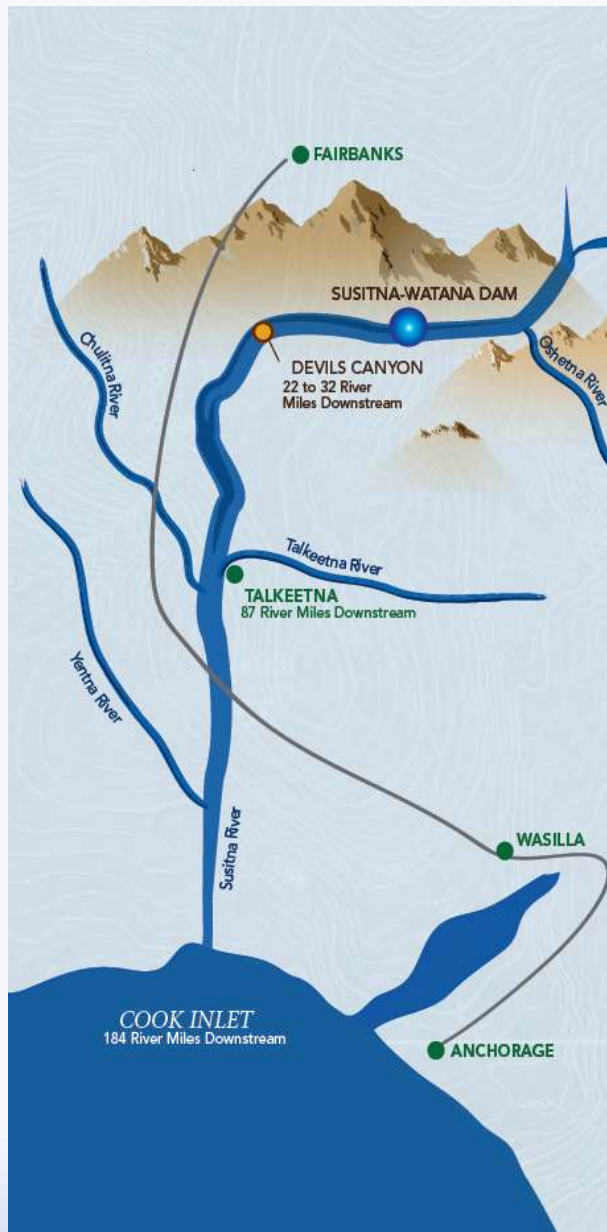 FAIRBANKS
SUSITNA-WATANA DAM
DEVILS CANYON
22 to 32 River
Miles Downstream
Chulitna River
Oshetna River
Talkeetna River
TALKEETNA
87 River Miles Downstream
Yentna River
Susitna River
WASILLA
COOK INLET
184 River Miles Downstream
ANCHORAGE